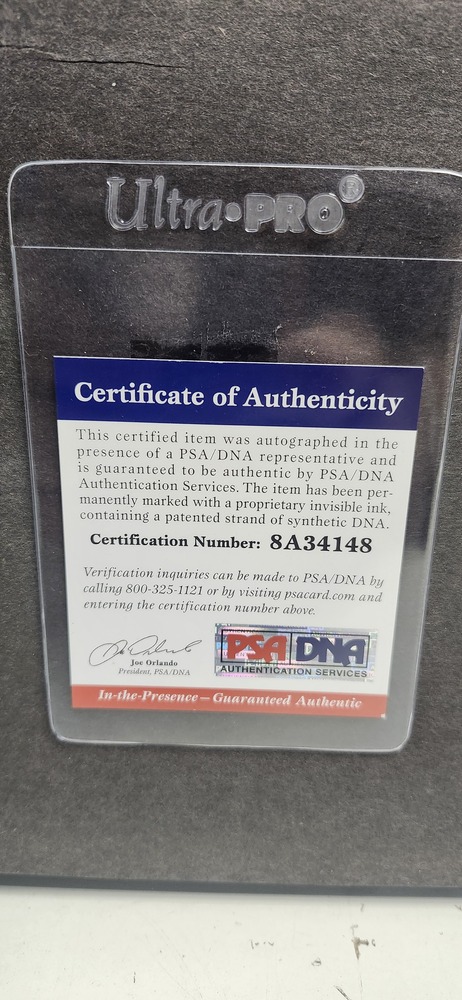 Ultra•PRO®
Certificate of Authenticity
This certified item was autographed in the
presence of a PSA/DNA representative and
is guaranteed to be authentic by PSA/DNA
Authentication Services. The item has been per-
manently marked with a proprietary invisible ink,
containing a patented strand of synthetic DNA.
Certification Number: 8A34148
Verification inquiries can be made to PSA/DNA by
calling 800-325-1121 or by visiting psacard.com and
entering the certification number above.
Joe Orlando
President, PSA/DNA
PSA DNA
AUTHENTICATION SERVICES
In-the-Presence — Guaranteed Authentic